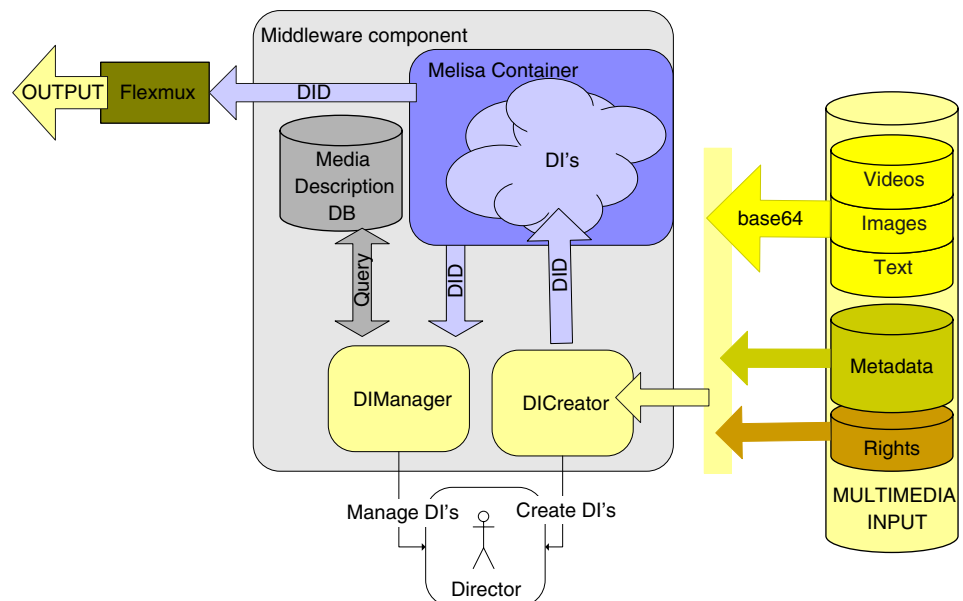 Middleware component
Melisa Container
OUTPUT
Flexmux
DID
Media
Description
DB
DI's
Videos
base64
Images
Text
Query
DID
DID
Metadata
DIManager
DICreator
Rights
MULTIMEDIA
INPUT
Manage DI's
Create DI's
Director